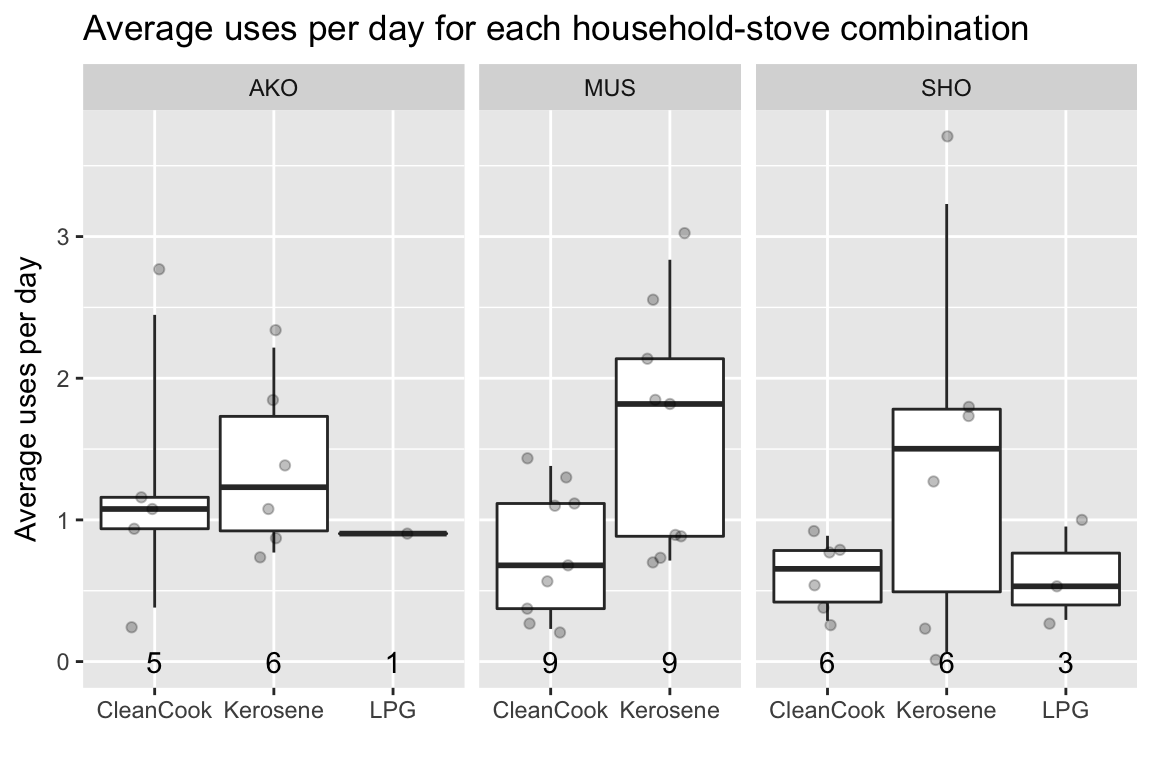 Average uses per day for each household-stove combination
AKO MUS SHO
Average uses per day
3
2
1
0
5 6 1 9 9 6 6 3
CleanCook Kerosene LPG CleanCook Kerosene CleanCook Kerosene LPG